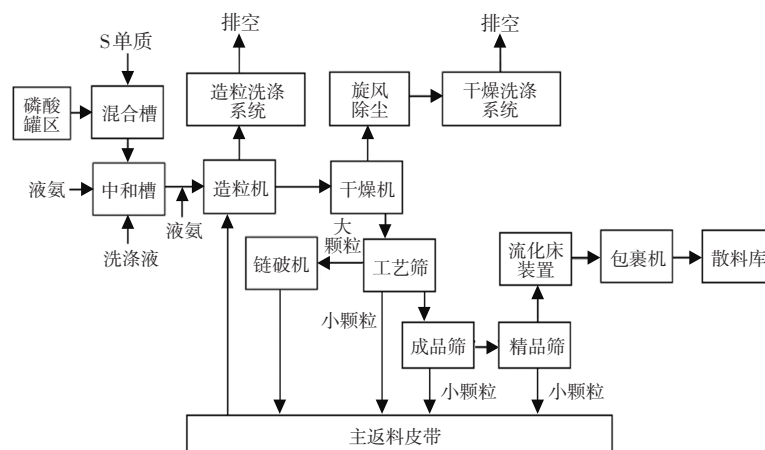 排空
排空
S单质
造粒洗涤
系统
旋风
除尘
干燥洗涤
系统
磷酸
罐区
混合槽
液氨
中和槽
液氨
造粒机
干燥机
洗涤液
大
颗粒
链破机
工艺筛
流化床
装置
包裹机
散料库
小颗粒
成品筛
精品筛
小颗粒
小颗粒
主返料皮带